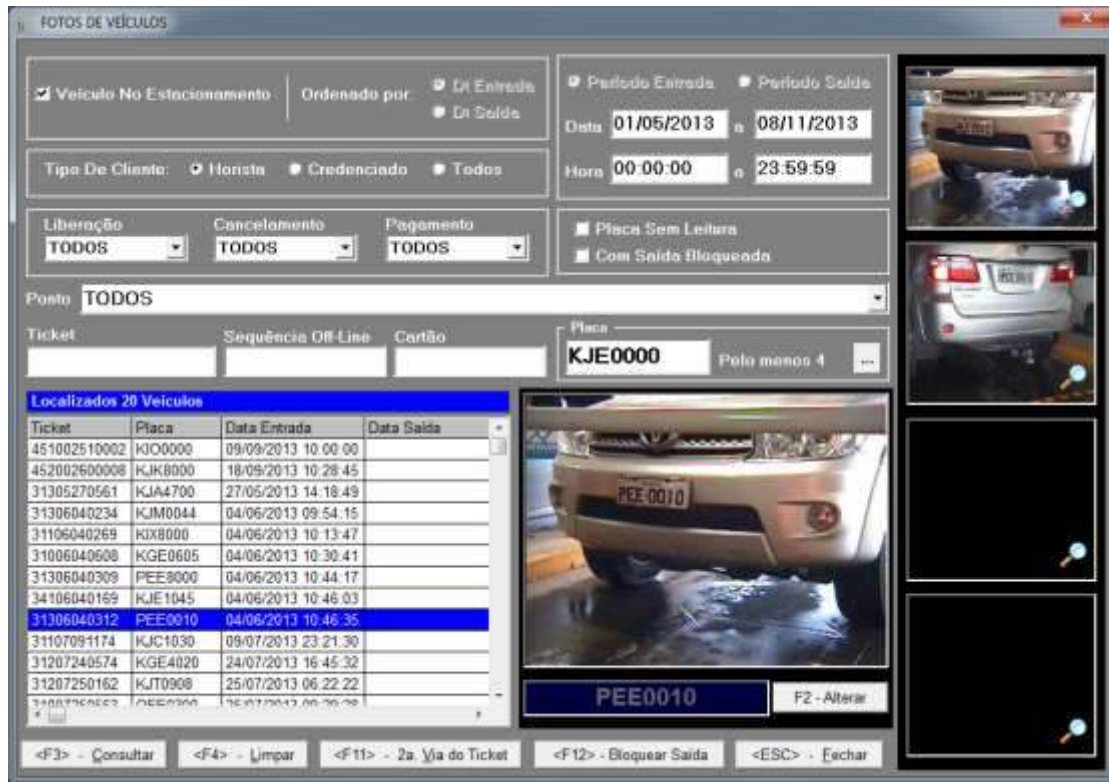 FOTOS DE VEÍCULOS
Veículo No Estacionamento
Ordenado por:
Dt Entrada
Dt Saída
Período Entrada
Período Saída
Data 01/05/2013 a 08/11/2013
Hora 00:00:00 a 23:59:59
Tipo De Cliente: Horista Credenciado Todos
Liberação Cancelamento Pagamento
TODOS TODOS TODOS
Placa Sem Leitura
Com Saída Bloqueada
Ponto TODOS
Ticket Sequência Off-Line Cartão
Placa
KJE0000 Pelo menos 4 ...
Localizados 20 Veículos
Ticket Placa Data Entrada Data Saída
451002510002 KIO0000 09/09/2013 10:00:00
452002600008 KJK8000 18/09/2013 10:28:45
31305270561 KJA4700 27/05/2013 14:18:49
31306040234 KJM0044 04/06/2013 09:54:15
31106040269 KIX8000 04/06/2013 10:13:47
31006040608 KGE0605 04/06/2013 10:30:41
31306040309 PEE8000 04/06/2013 10:44:17
34106040169 KJE1045 04/06/2013 10:46:03
31306040312 PEE0010 04/06/2013 10:46:35
31107091174 KJC1030 09/07/2013 23:21:30
31207240574 KGE4020 24/07/2013 16:45:32
31207250162 KJT0908 25/07/2013 06:22:22
PEE-0010
PEE0010
F2 - Alterar
<F3> - Consultar
<F4> - Limpar
<F11> - 2a. Via do Ticket
<F12> - Bloquear Saída
<ESC> - Fechar